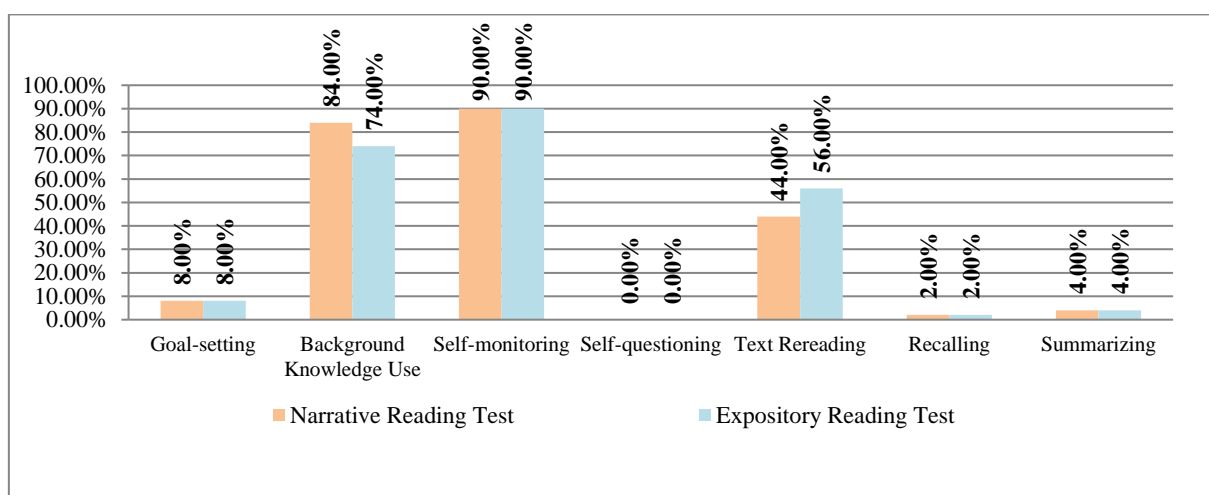 84.00%
74.00%
90.00%
90.00%
100.00%
90.00%
80.00%
70.00%
60.00%
50.00%
40.00%
30.00%
20.00%
10.00%
0.00%
8.00%
8.00%
0.00%
0.00%
44.00%
56.00%
2.00%
2.00%
4.00%
4.00%
Goal-setting
Background
Knowledge Use
Self-monitoring
Self-questioning
Text Rereading
Recalling
Summarizing
Narrative Reading Test
Expository Reading Test